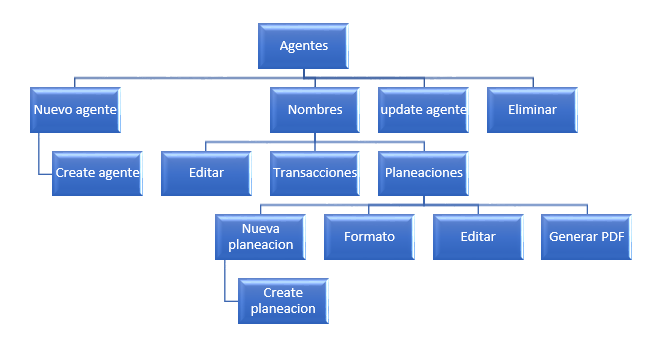 Agentes
Nuevo agente
Nombres
update agente
Eliminar
Create agente
Editar
Transacciones
Planeaciones
Nueva
planeacion
Formato
Editar
Generar PDF
Create
planeacion